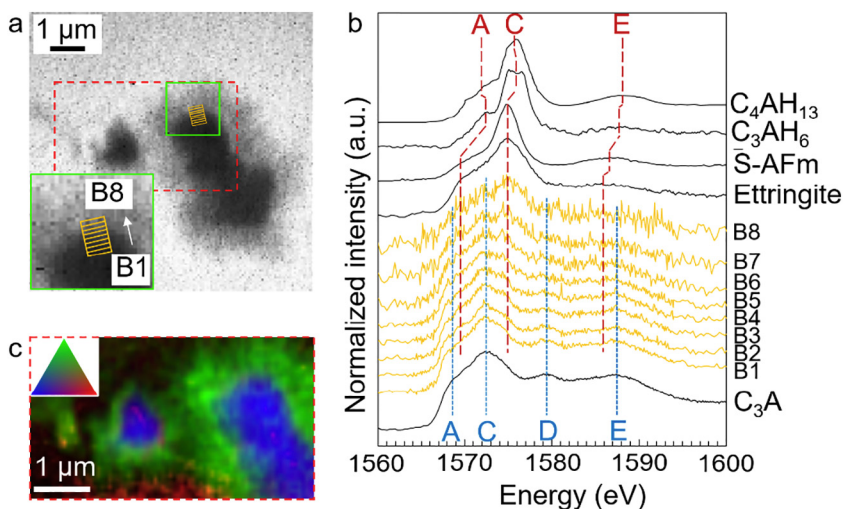 a
1 µm
B8
B1
c
1 µm
b
A C E
C₄AH₁₃
C₃AH₆
S̄-AFm
Ettringite
B8
B7
B6
B5
B4
B3
B2
B1
C₃A
A C D E
1560 1570 1580 1590 1600
Energy (eV)
Normalized intensity (a.u.)